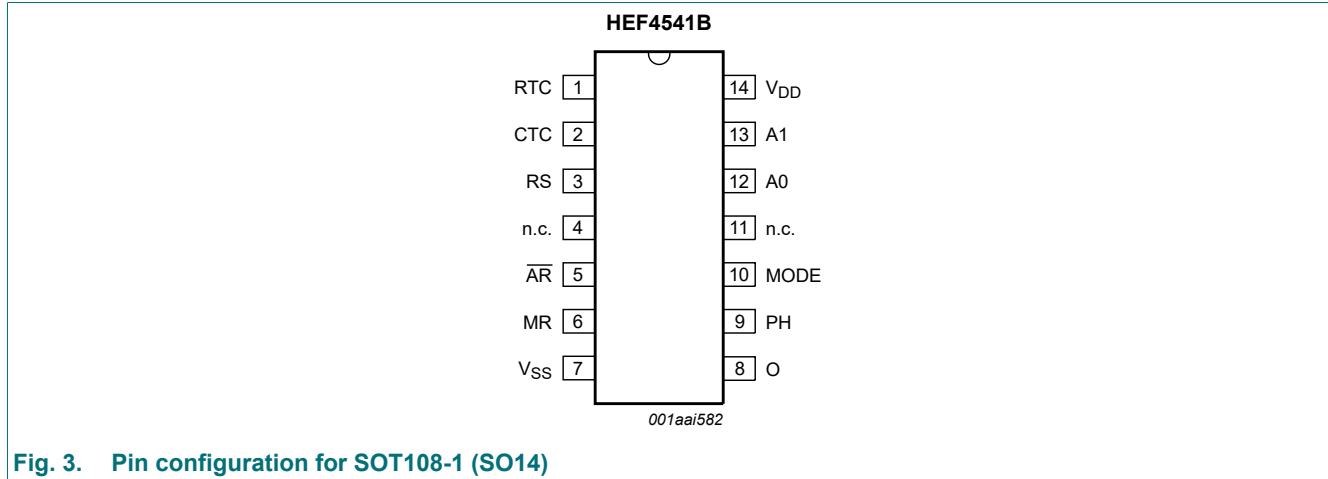 HEF4541B
RTC 1 14 VDD
CTC 2 13 A1
RS 3 12 A0
n.c. 4 11 n.c.
A̅R̅ 5 10 MODE
MR 6 9 PH
VSS 7 8 O
001aai582
Fig. 3. Pin configuration for SOT108-1 (SO14)